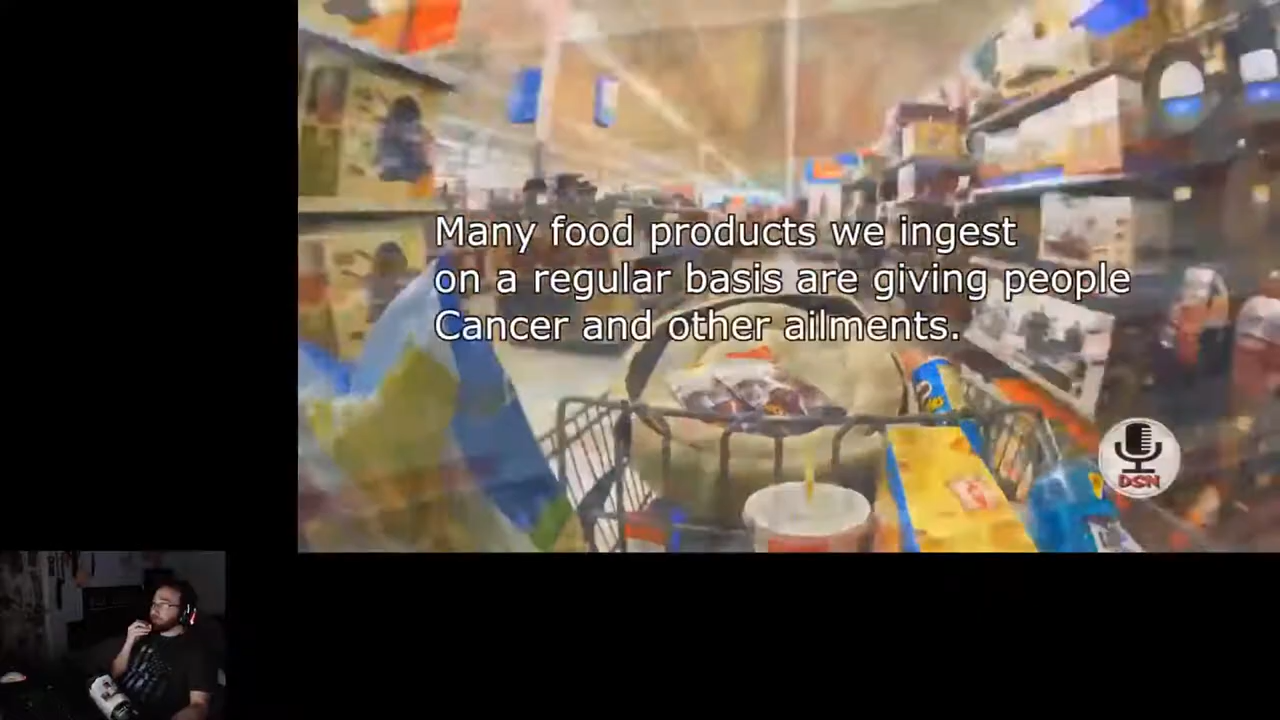 Many food products we ingest
on a regular basis are giving people
Cancer and other ailments.
DSN